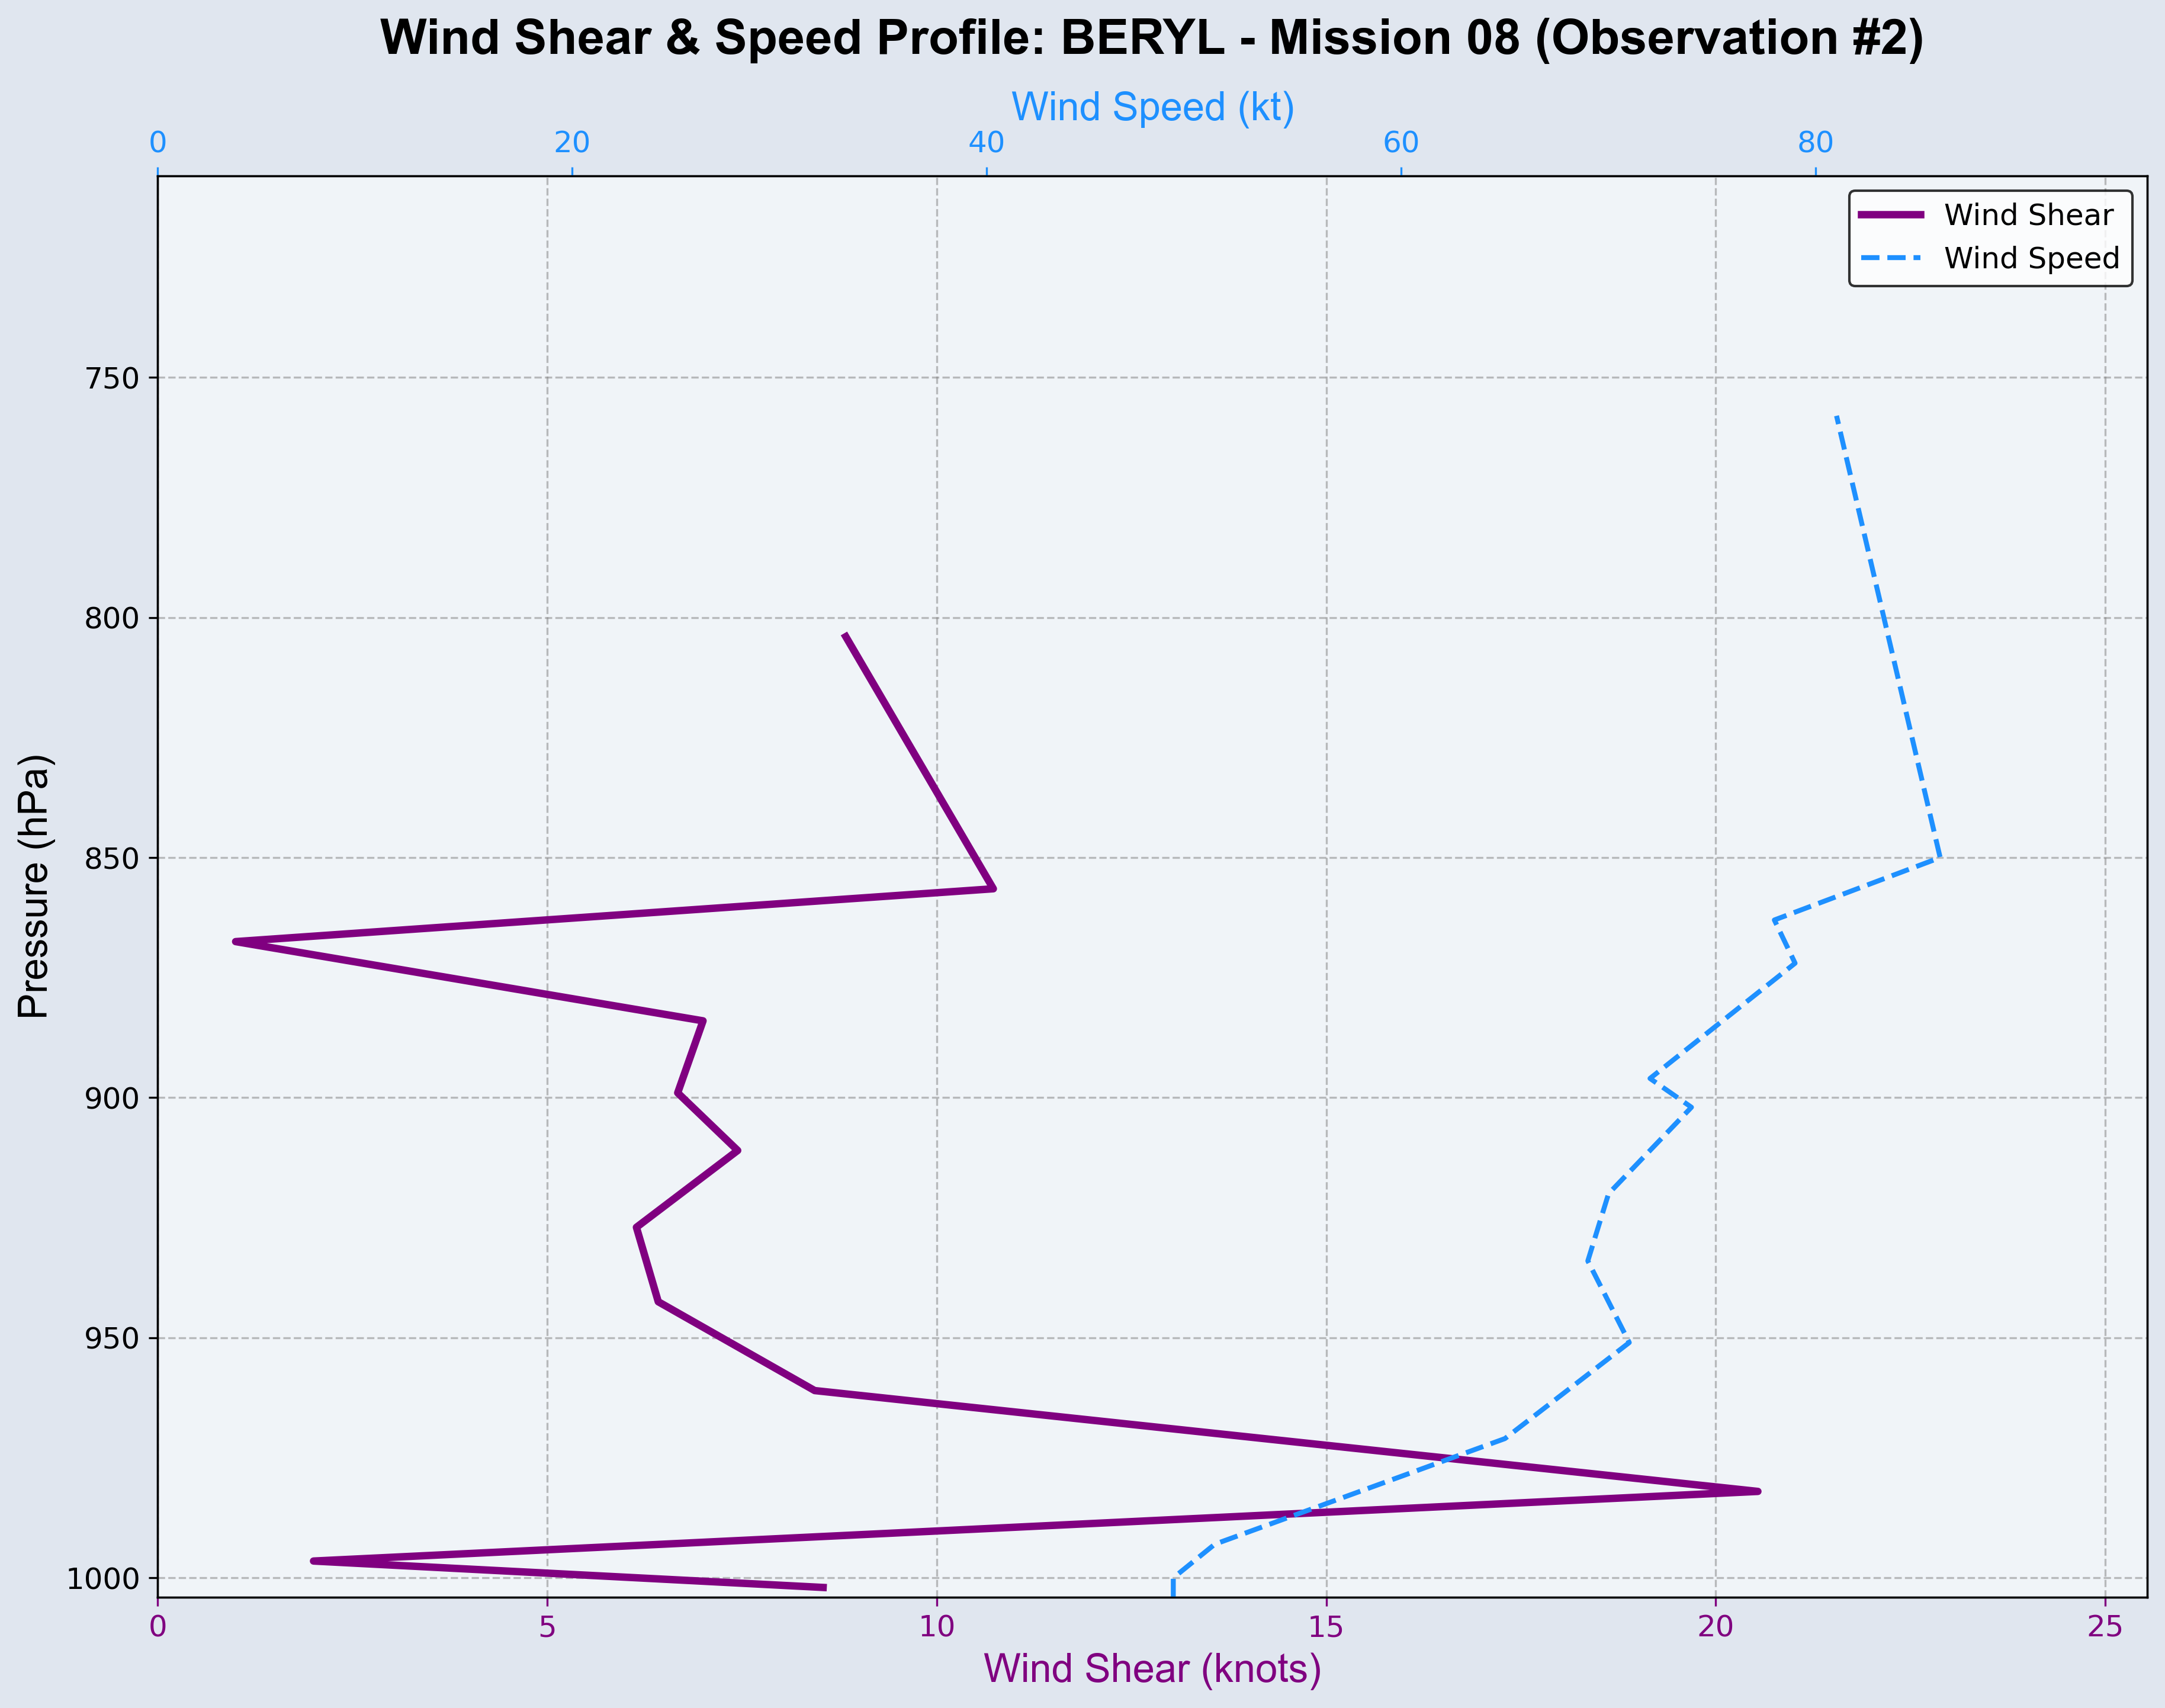 Wind Shear & Speed Profile: BERYL - Mission 08 (Observation #2)
Wind Speed (kt)
0 20 40 60 80
Wind Shear
Wind Speed
750
800
850
900
950
1000
Pressure (hPa)
0 5 10 15 20 25
Wind Shear (knots)